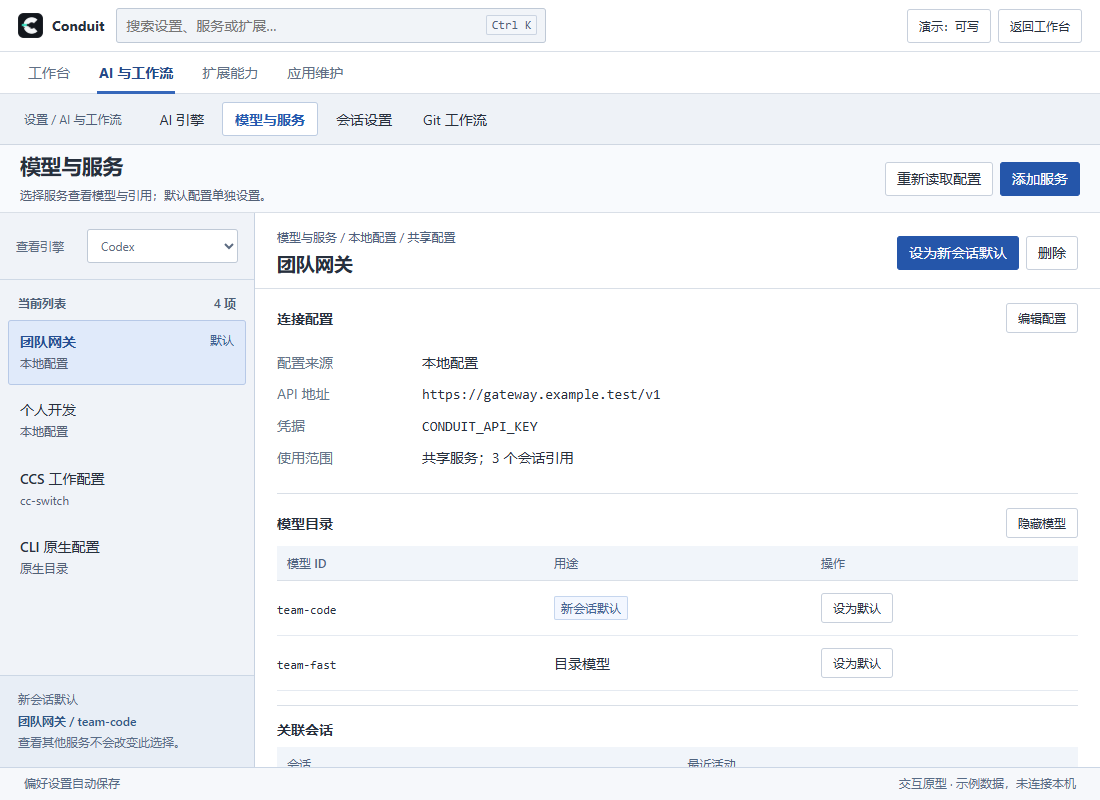 Conduit
搜索设置、服务或扩展...
Ctrl K
演示：可写
返回工作台
工作台
AI 与工作流
扩展能力
应用维护
设置 / AI 与工作流
AI 引擎
模型与服务
会话设置
Git 工作流
模型与服务
选择服务查看模型与引用；默认配置单独设置。
重新读取配置
添加服务
查看引擎
Codex
当前列表
4 项
团队网关
默认
本地配置
个人开发
本地配置
CCS 工作配置
cc-switch
CLI 原生配置
原生目录
新会话默认
团队网关 / team-code
查看其他服务不会改变此选择。
模型与服务 / 本地配置 / 共享配置
团队网关
设为新会话默认
删除
连接配置
编辑配置
配置来源
本地配置
API 地址
https://gateway.example.test/v1
凭据
CONDUIT_API_KEY
使用范围
共享服务；3 个会话引用
模型目录
隐藏模型
模型 ID
用途
操作
team-code
新会话默认
设为默认
team-fast
目录模型
设为默认
关联会话
会话
最近活动
偏好设置自动保存
交互原型 · 示例数据，未连接本机